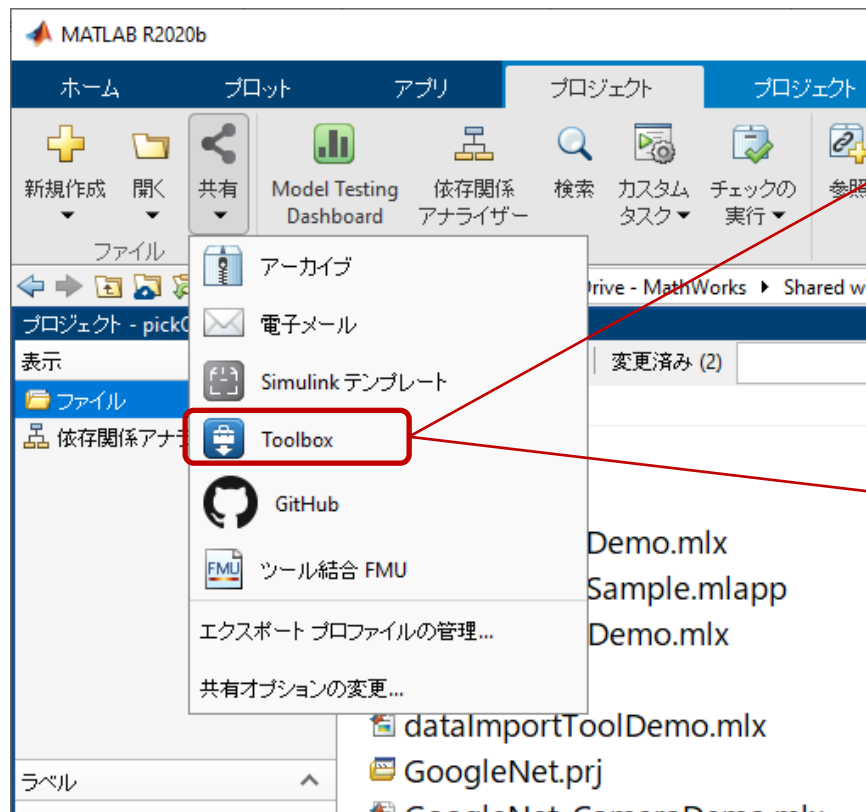 MATLAB R2020b
ホーム プロット アプリ プロジェクト プロジェクト
新規作成 開く 共有 Model Testing Dashboard 依存関係 アナライザー 検索 カスタム タスク チェックの 実行 参照
ファイル
Drive - MathWorks Shared w
プロジェクト - pick
表示
変更済み (2)
ファイル
依存関係アナ
アーカイブ
電子メール
Simulink テンプレート
Toolbox
GitHub
FMU ツール結合 FMU
エクスポート プロファイルの管理...
共有オプションの変更...
Demo.mlx
Sample.mlapp
Demo.mlx
dataImportToolDemo.mlx
GoogleNet.prj
GoogleNet_CameraDemo.mlx
ラベル